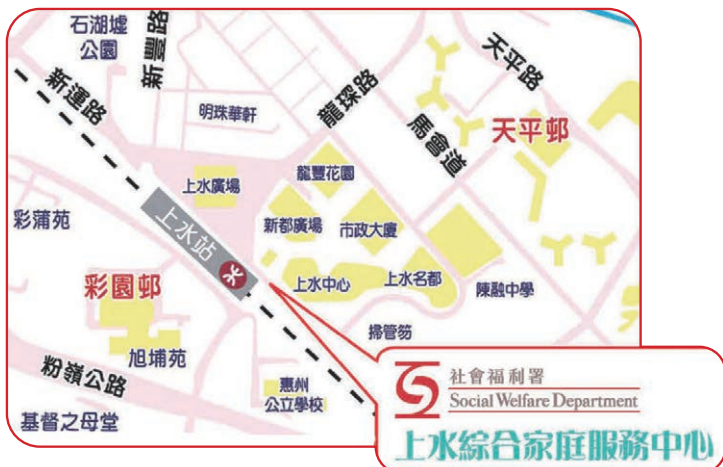 石湖墟
公園
新豐路
新運路
明珠華軒
龍琛路
天平路
馬會道
天平邨
龍豐花園
上水廣場
新都廣場
市政大廈
上水站
彩蒲苑
彩園邨
上水中心
上水名都
陳融中學
掃管笏
旭埔苑
粉嶺公路
惠州
公立學校
基督之母堂
社會福利署
Social Welfare Department
上水綜合家庭服務中心